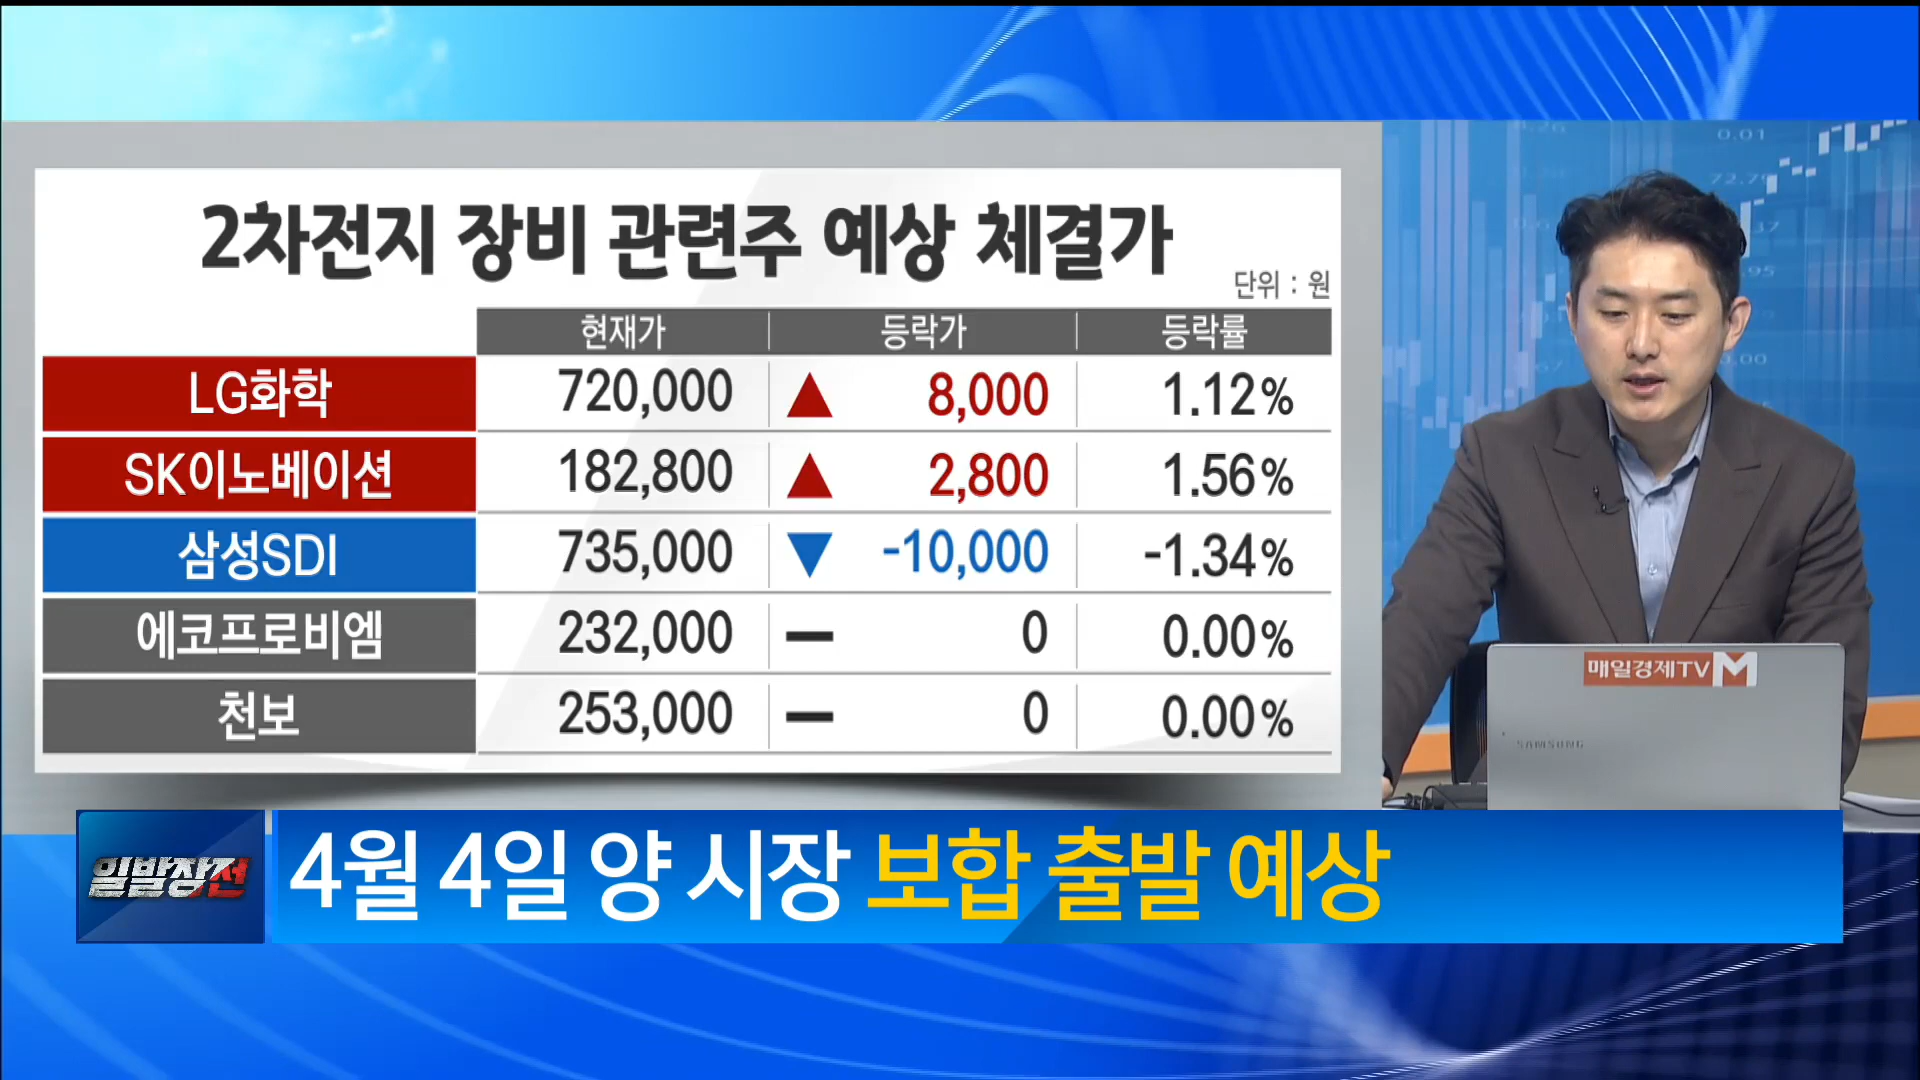 2차전지 장비 관련주 예상 체결가
단위 : 원
현재가 등락가 등락률
LG화학 720,000 ▲ 8,000 1.12%
SK이노베이션 182,800 ▲ 2,800 1.56%
삼성SDI 735,000 ▼ -10,000 -1.34%
에코프로비엠 232,000 — 0 0.00%
천보 253,000 — 0 0.00%
0.01
매일경제TV M
SAMSUNG
일발장전
4월 4일 양 시장 보합 출발 예상